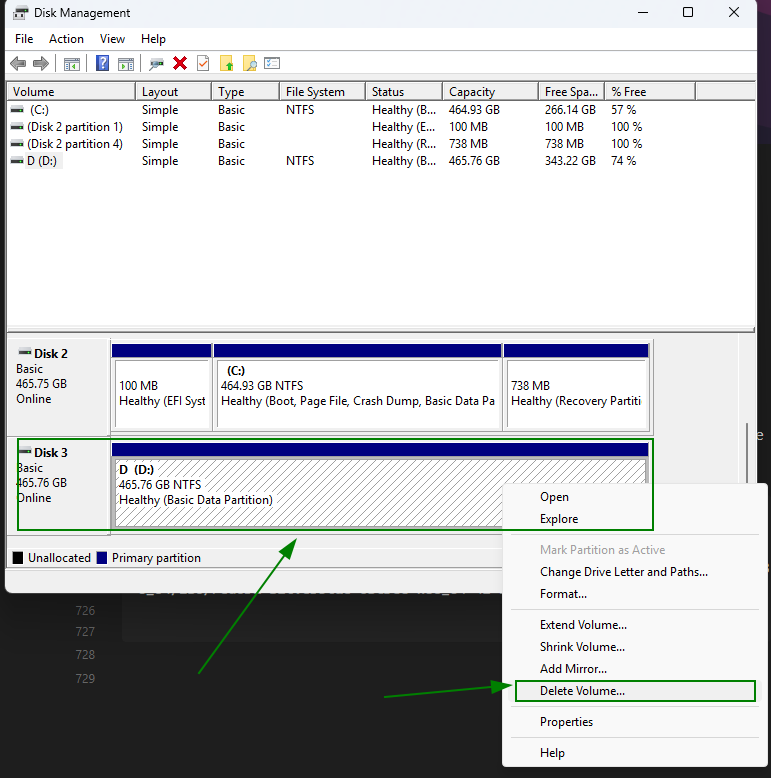 Disk Management
File Action View Help
Volume Layout Type File System Status Capacity Free Spa... % Free
(C:) Simple Basic NTFS Healthy (B... 464.93 GB 266.14 GB 57 %
(Disk 2 partition 1) Simple Basic Healthy (E... 100 MB 100 MB 100 %
(Disk 2 partition 4) Simple Basic Healthy (R... 738 MB 738 MB 100 %
D (D:) Simple Basic NTFS Healthy (B... 465.76 GB 343.22 GB 74 %
Disk 2
Basic
465.75 GB
Online
100 MB
Healthy (EFI Syst
(C:)
464.93 GB NTFS
Healthy (Boot, Page File, Crash Dump, Basic Data Pa
738 MB
Healthy (Recovery Partiti
Disk 3
Basic
465.76 GB
Online
D (D:)
465.76 GB NTFS
Healthy (Basic Data Partition)
Unallocated Primary partition
Open
Explore
Mark Partition as Active
Change Drive Letter and Paths...
Format...
Extend Volume...
Shrink Volume...
Add Mirror...
Delete Volume...
Properties
Help
726
727
728
729